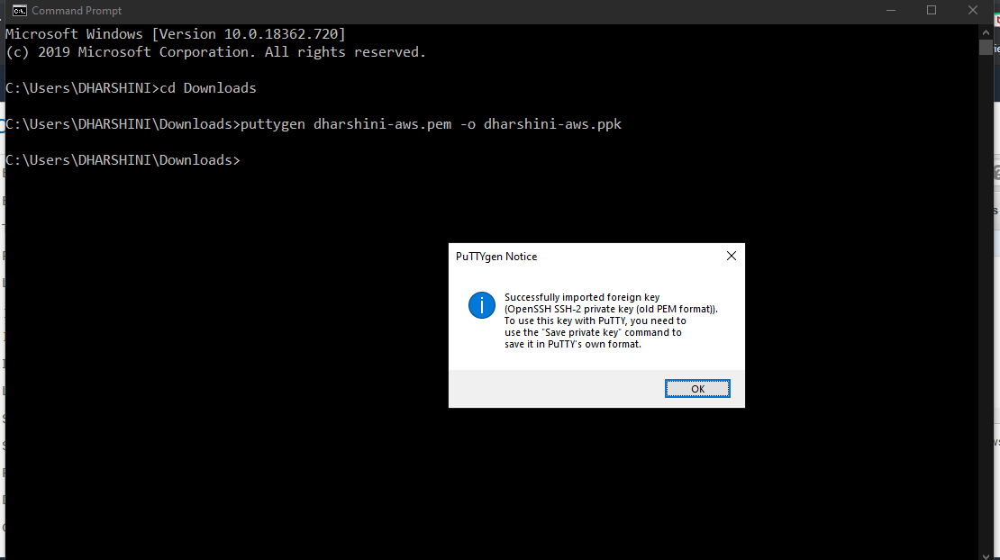 Command Prompt
Microsoft Windows [Version 10.0.18362.720]
(c) 2019 Microsoft Corporation. All rights reserved.
C:\Users\DHARSHINI>cd Downloads
C:\Users\DHARSHINI\Downloads>puttygen dharshini-aws.pem -o dharshini-aws.ppk
C:\Users\DHARSHINI\Downloads>
PuTTYgen Notice
Successfully imported foreign key
(OpenSSH SSH-2 private key (old PEM format)).
To use this key with PuTTY, you need to
use the "Save private key" command to
save it in PuTTY's own format.
OK